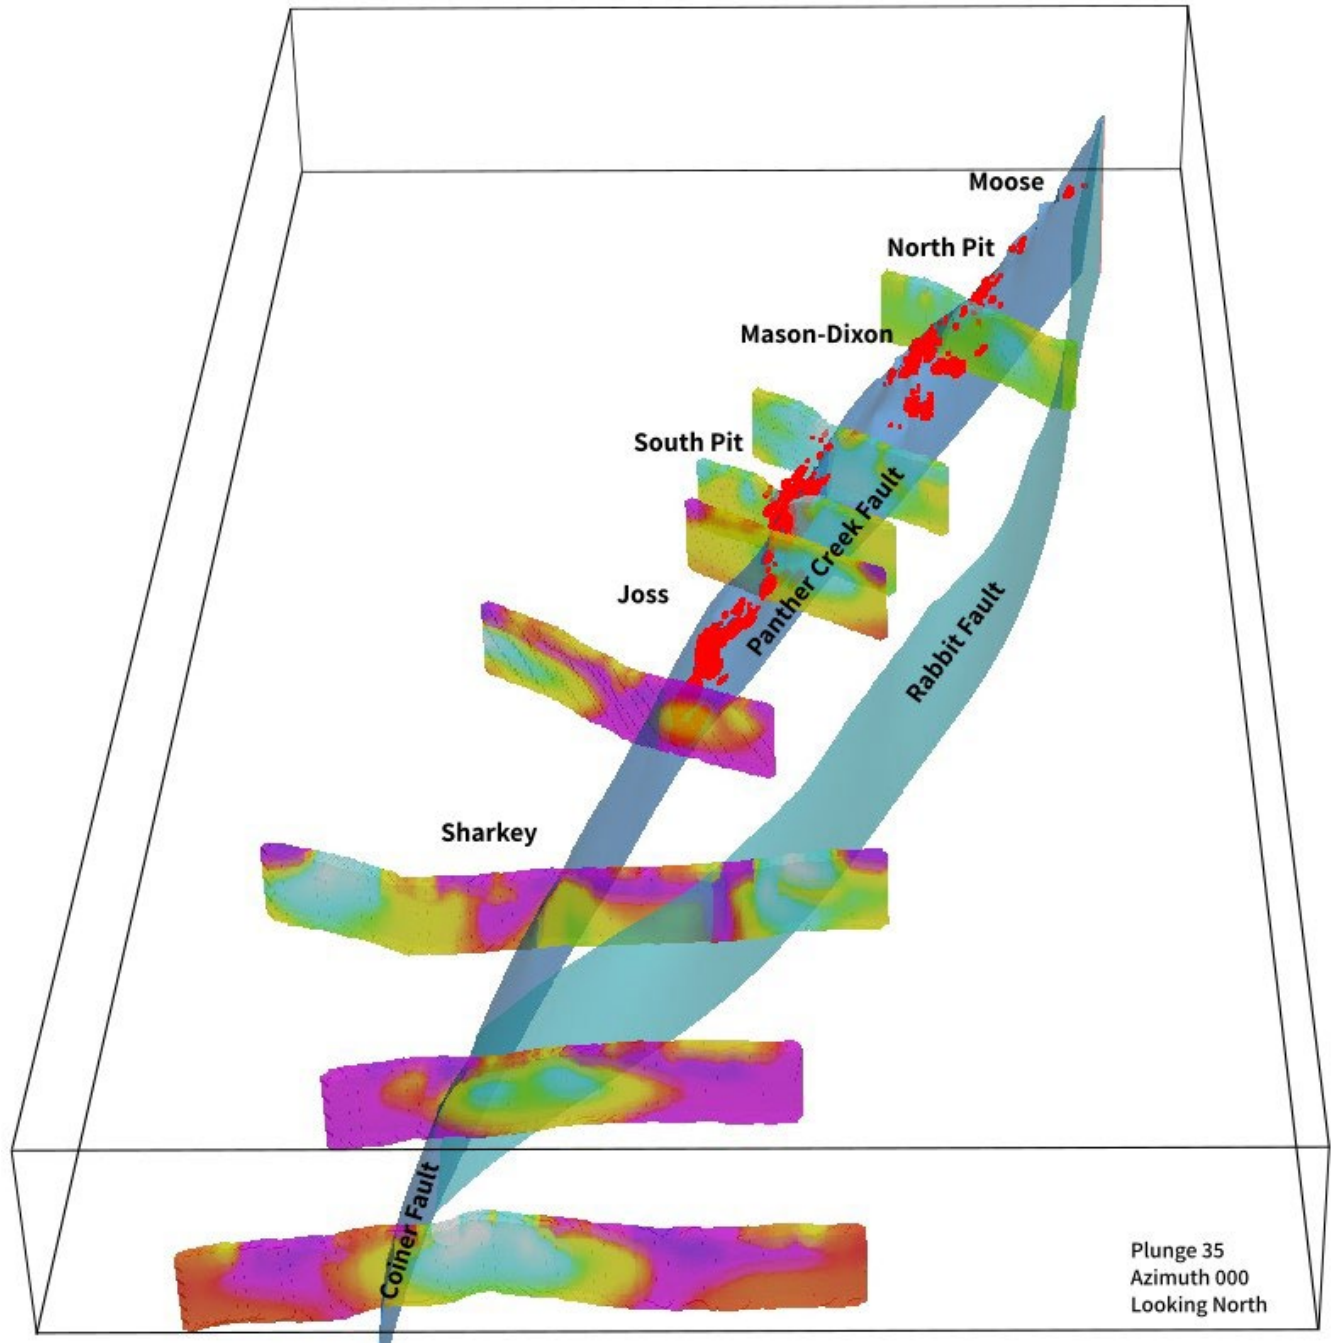 Moose
North Pit
Mason-Dixon
South Pit
Panther Creek Fault
Joss
Rabbit Fault
Sharkey
Coiner Fault
Plunge 35
Azimuth 000
Looking North